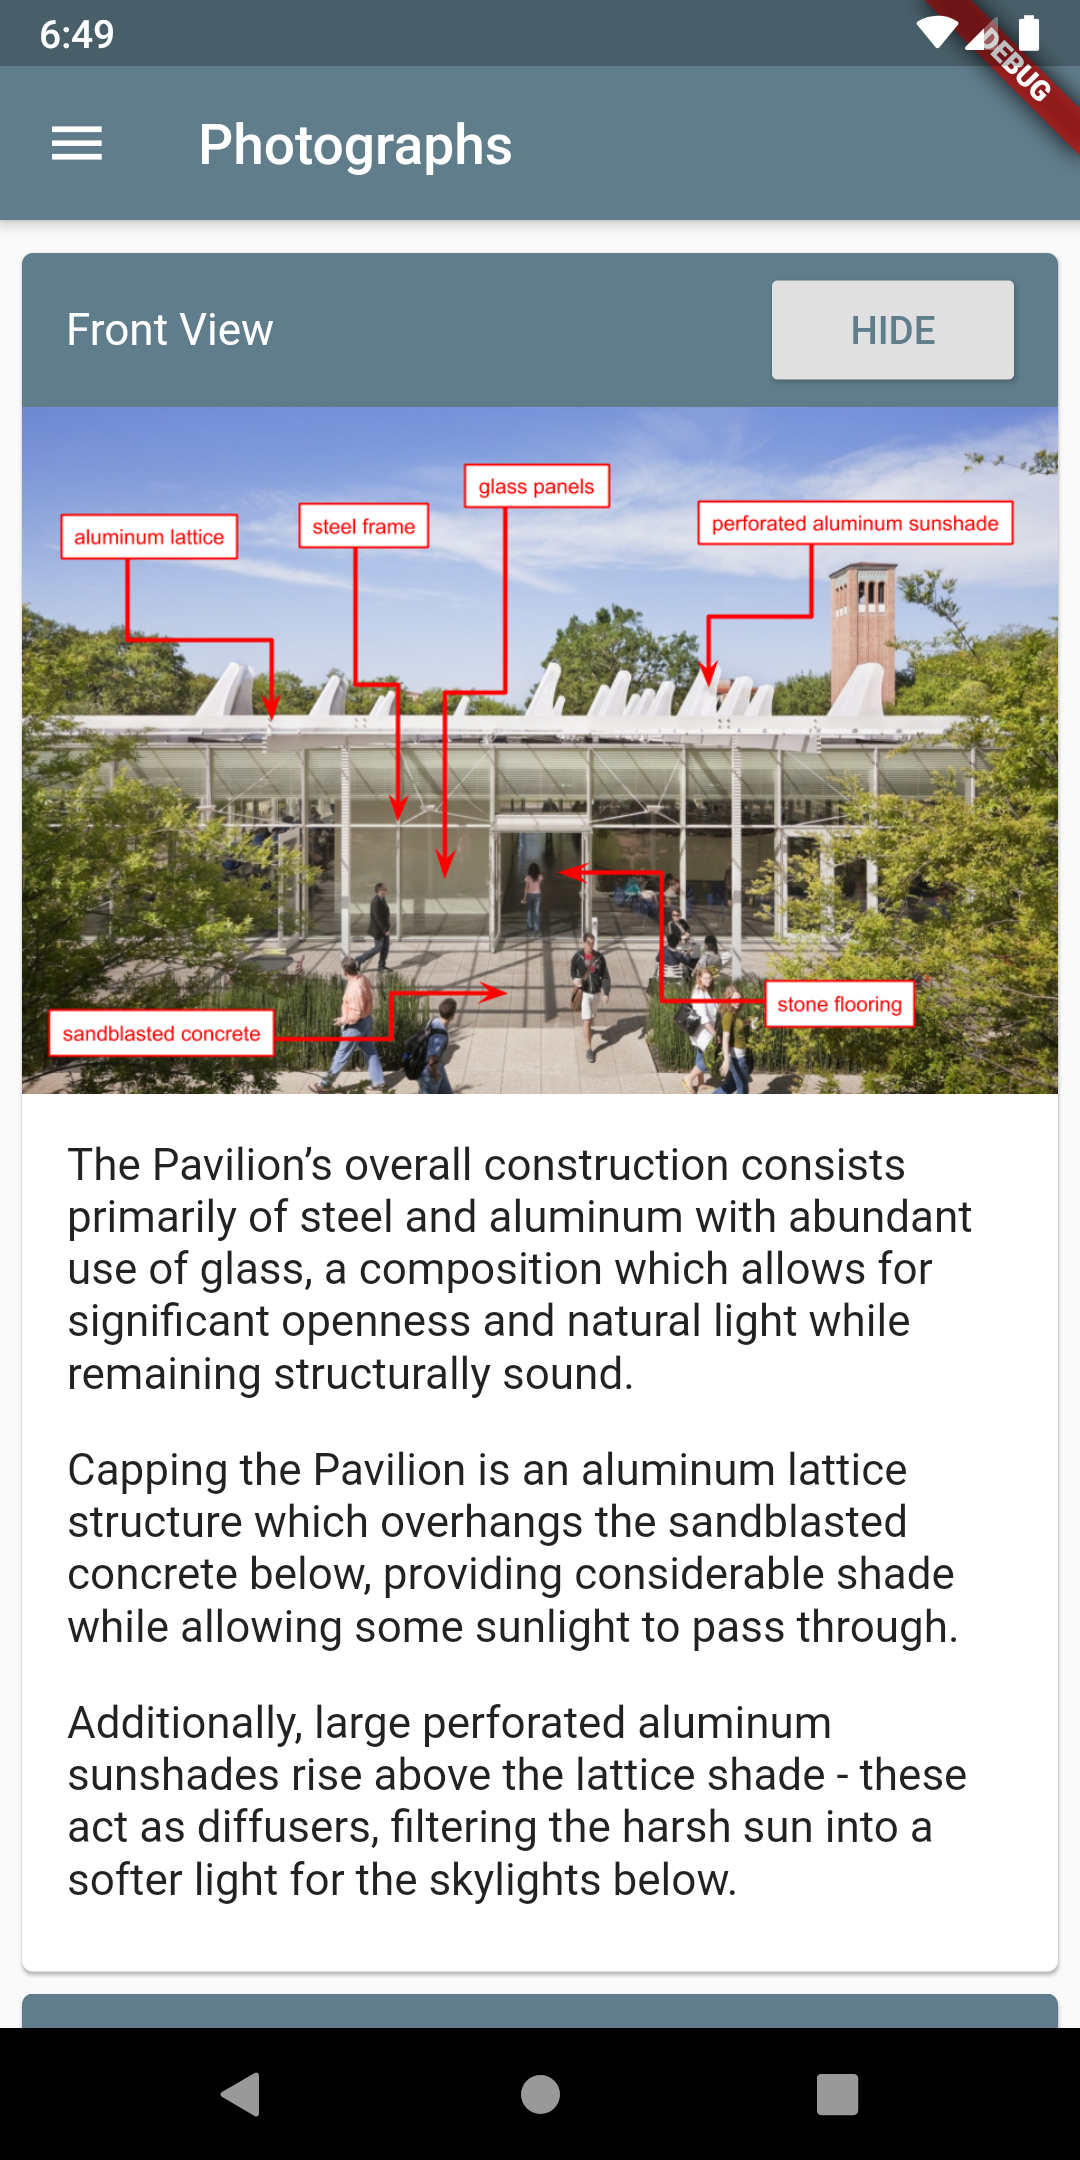 6:49
DEBUG
Photographs
Front View
HIDE
glass panels
steel frame
perforated aluminum sunshade
aluminum lattice
stone flooring
sandblasted concrete
The Pavilion’s overall construction consists
primarily of steel and aluminum with abundant
use of glass, a composition which allows for
significant openness and natural light while
remaining structurally sound.
Capping the Pavilion is an aluminum lattice
structure which overhangs the sandblasted
concrete below, providing considerable shade
while allowing some sunlight to pass through.
Additionally, large perforated aluminum
sunshades rise above the lattice shade - these
act as diffusers, filtering the harsh sun into a
softer light for the skylights below.